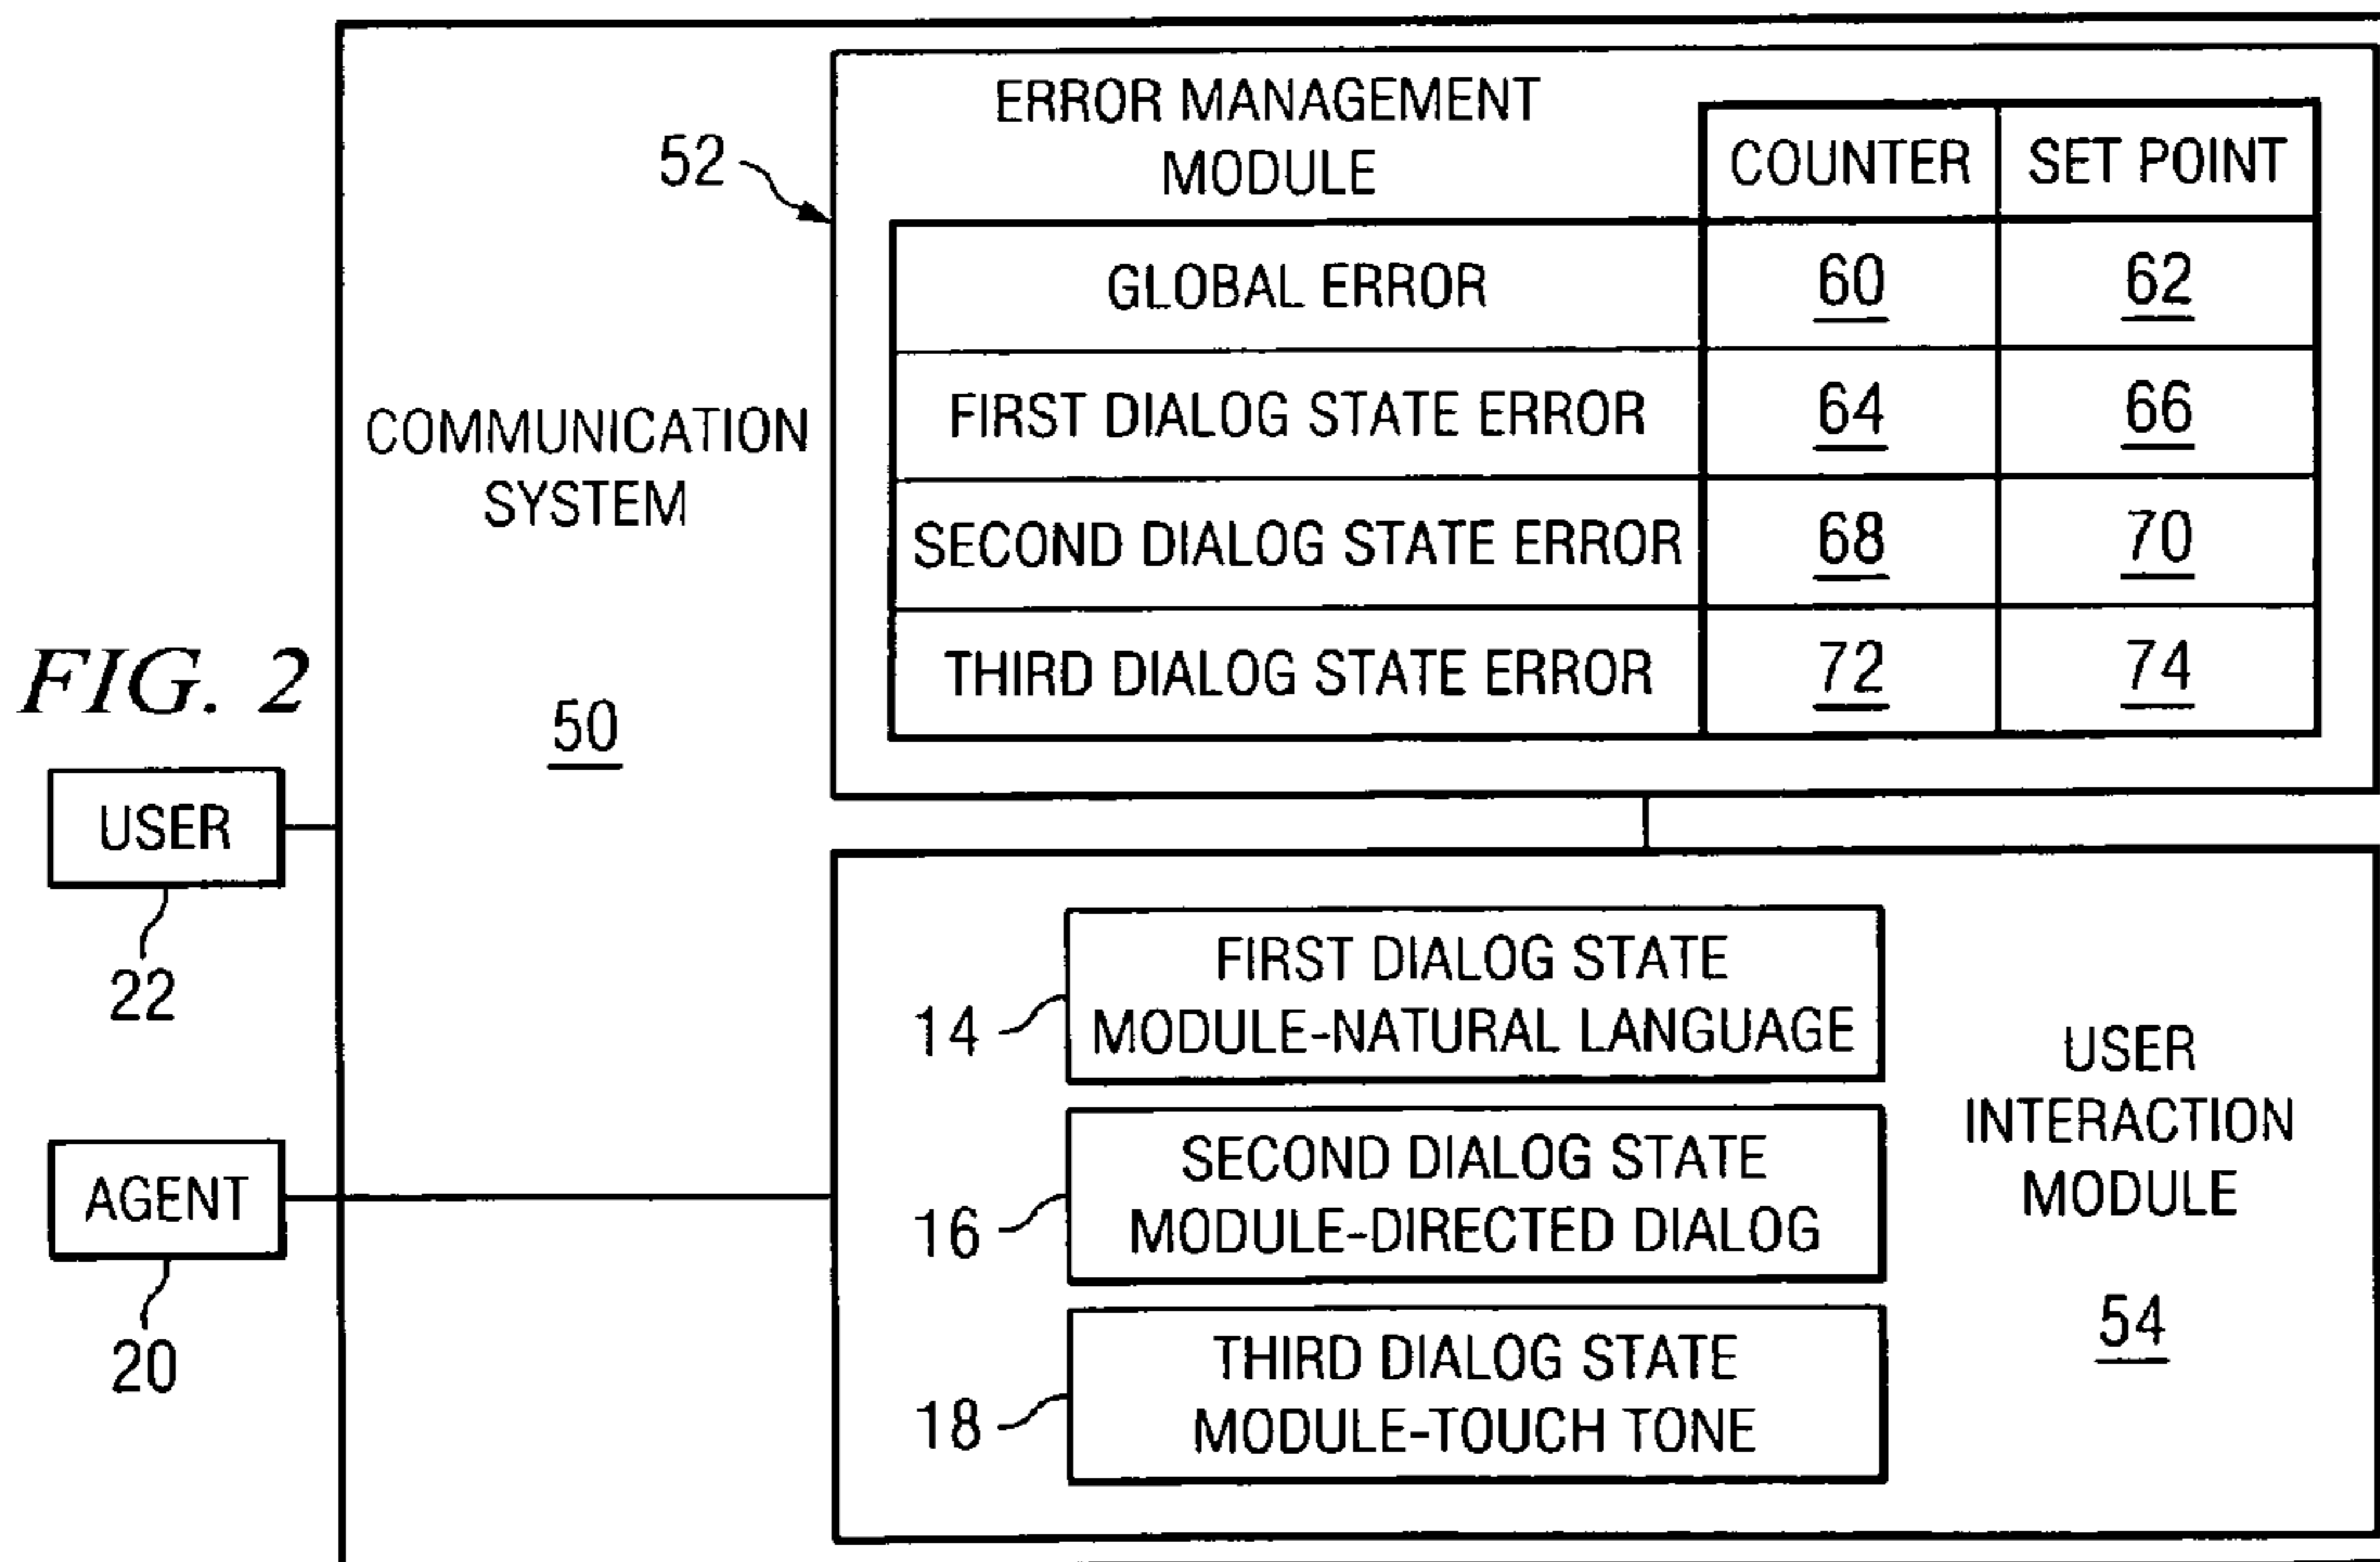 ERROR MANAGEMENT
MODULE
52
COUNTER
SET POINT
GLOBAL ERROR
60
62
FIRST DIALOG STATE ERROR
64
66
SECOND DIALOG STATE ERROR
68
70
THIRD DIALOG STATE ERROR
72
74
COMMUNICATION
SYSTEM
50
FIG. 2
USER
22
AGENT
20
FIRST DIALOG STATE
MODULE-NATURAL LANGUAGE
14
SECOND DIALOG STATE
MODULE-DIRECTED DIALOG
16
THIRD DIALOG STATE
MODULE-TOUCH TONE
18
USER
INTERACTION
MODULE
54